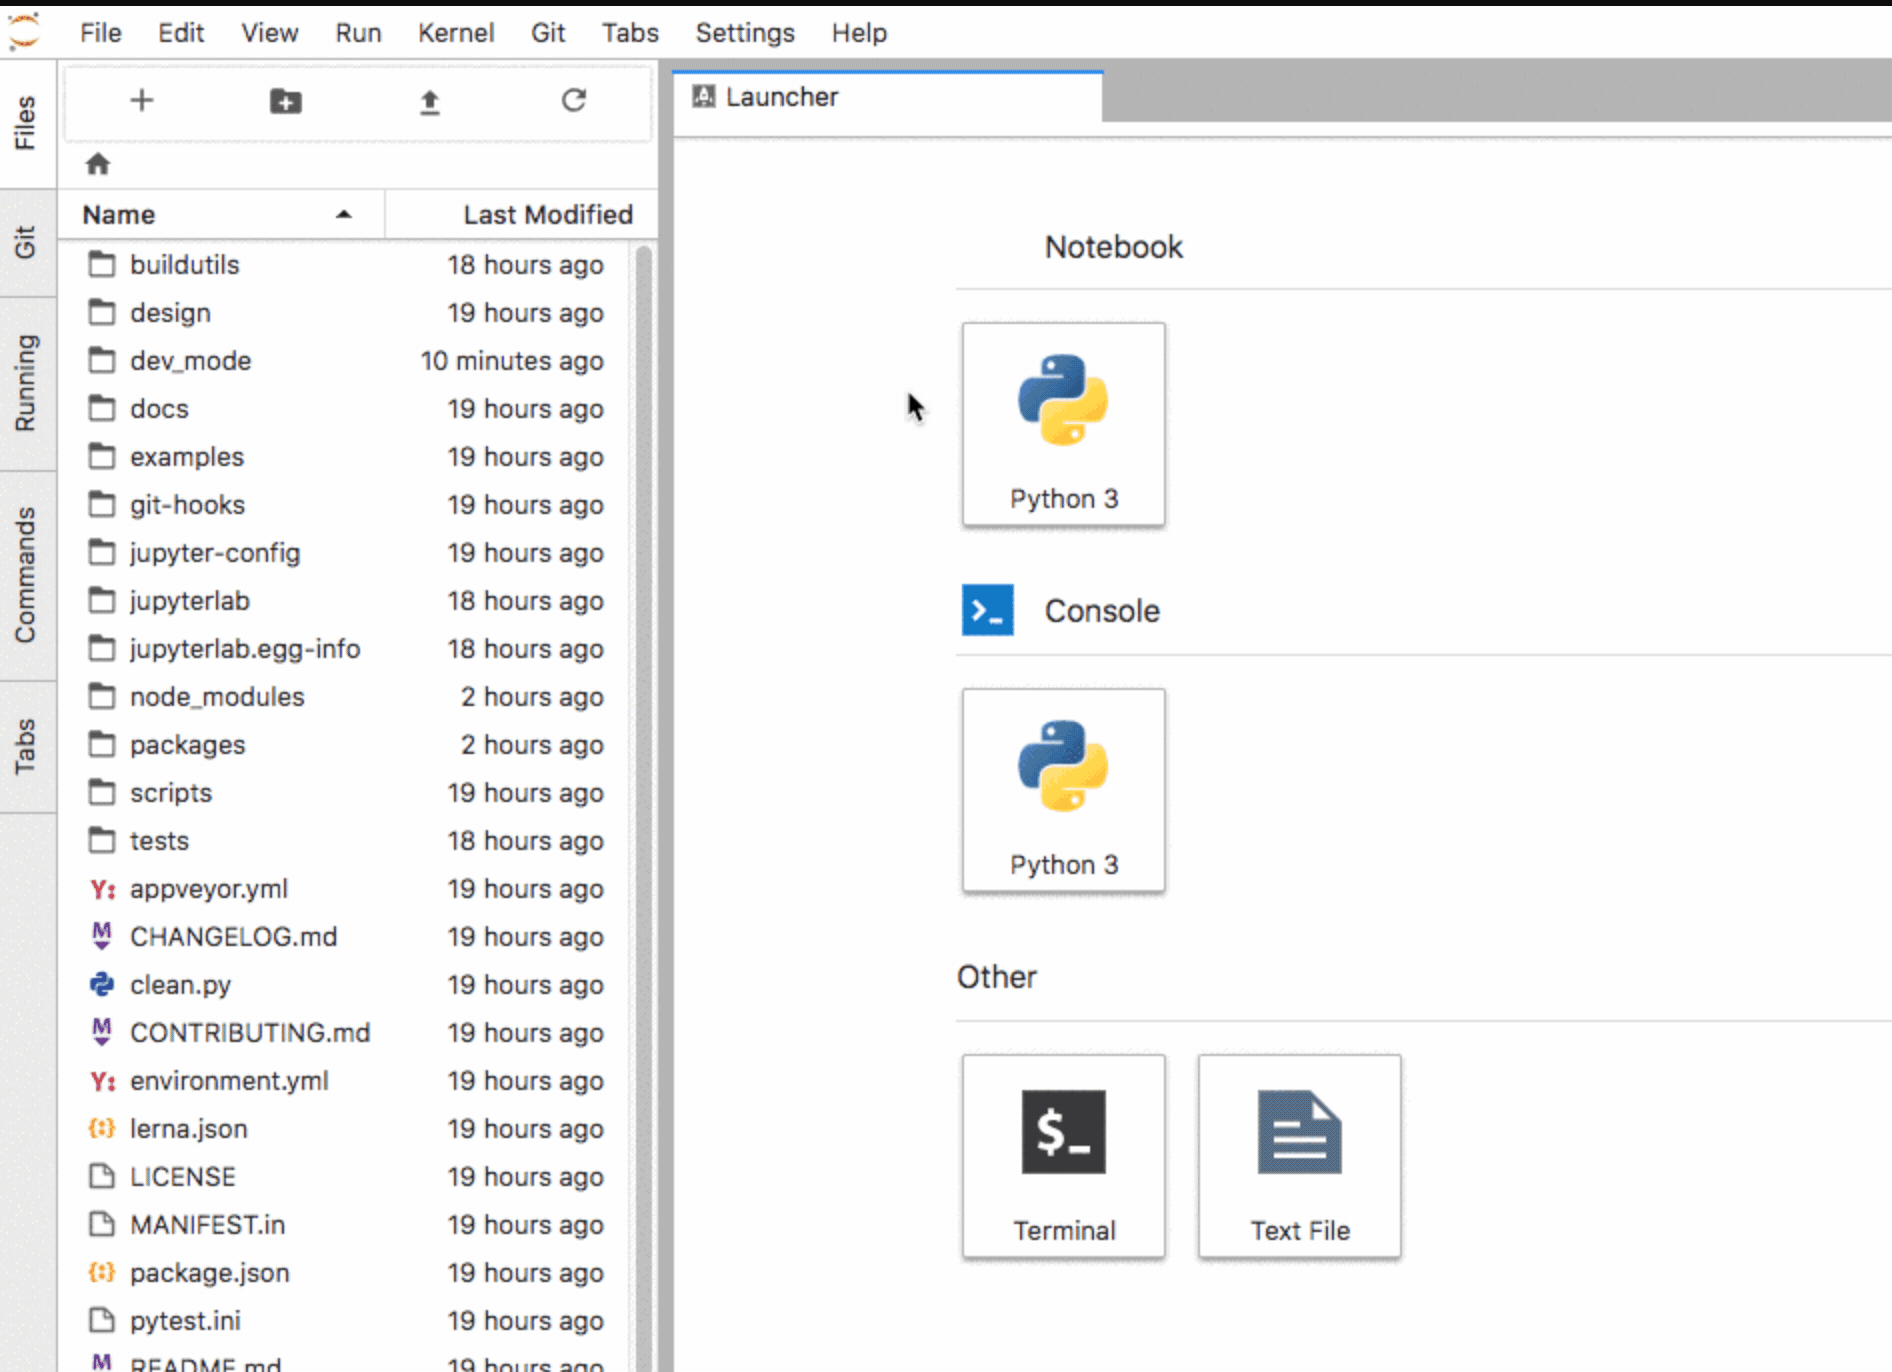 File Edit View Run Kernel Git Tabs Settings Help
Files
Git
Running
Commands
Tabs
Name Last Modified
buildutils 18 hours ago
design 19 hours ago
dev_mode 10 minutes ago
docs 19 hours ago
examples 19 hours ago
git-hooks 19 hours ago
jupyter-config 19 hours ago
jupyterlab 18 hours ago
jupyterlab.egg-info 18 hours ago
node_modules 2 hours ago
packages 2 hours ago
scripts 19 hours ago
tests 18 hours ago
appveyor.yml 19 hours ago
CHANGELOG.md 19 hours ago
clean.py 19 hours ago
CONTRIBUTING.md 19 hours ago
environment.yml 19 hours ago
lerna.json 19 hours ago
LICENSE 19 hours ago
MANIFEST.in 19 hours ago
package.json 19 hours ago
pytest.ini 19 hours ago
README.md 19 hours ago
Launcher
Notebook
Python 3
Console
Python 3
Other
$_
Terminal
Text File